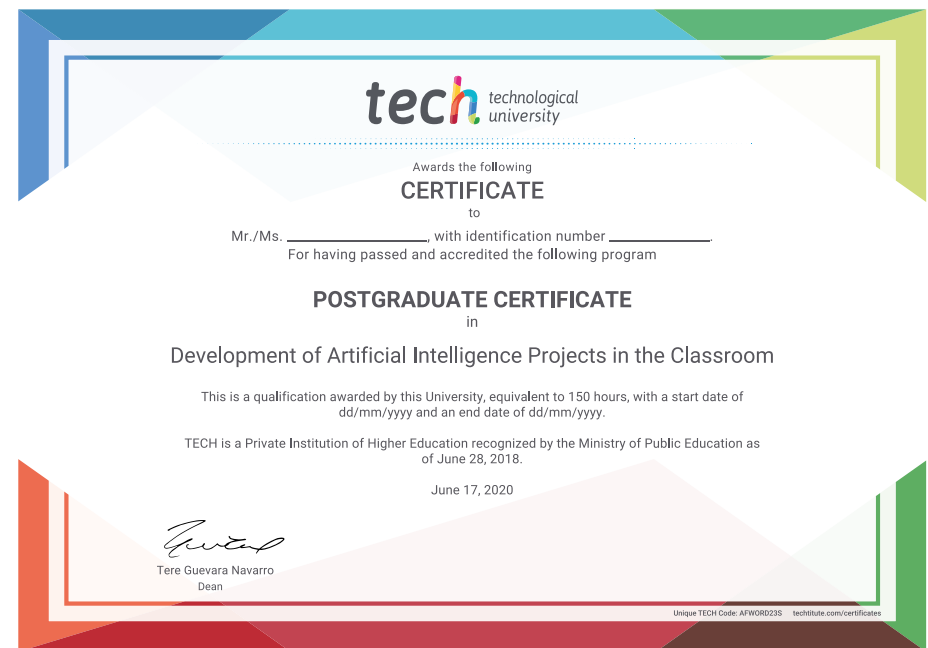 tech technological
university
Awards the following
CERTIFICATE
to
Mr./Ms. ____________________, with identification number ______________.
For having passed and accredited the following program
POSTGRADUATE CERTIFICATE
in
Development of Artificial Intelligence Projects in the Classroom
This is a qualification awarded by this University, equivalent to 150 hours, with a start date of
dd/mm/yyyy and an end date of dd/mm/yyyy.
TECH is a Private Institution of Higher Education recognized by the Ministry of Public Education as
of June 28, 2018.
June 17, 2020
Tere Guevara Navarro
Dean
Unique TECH Code: AFWORD23S techtitute.com/certificates